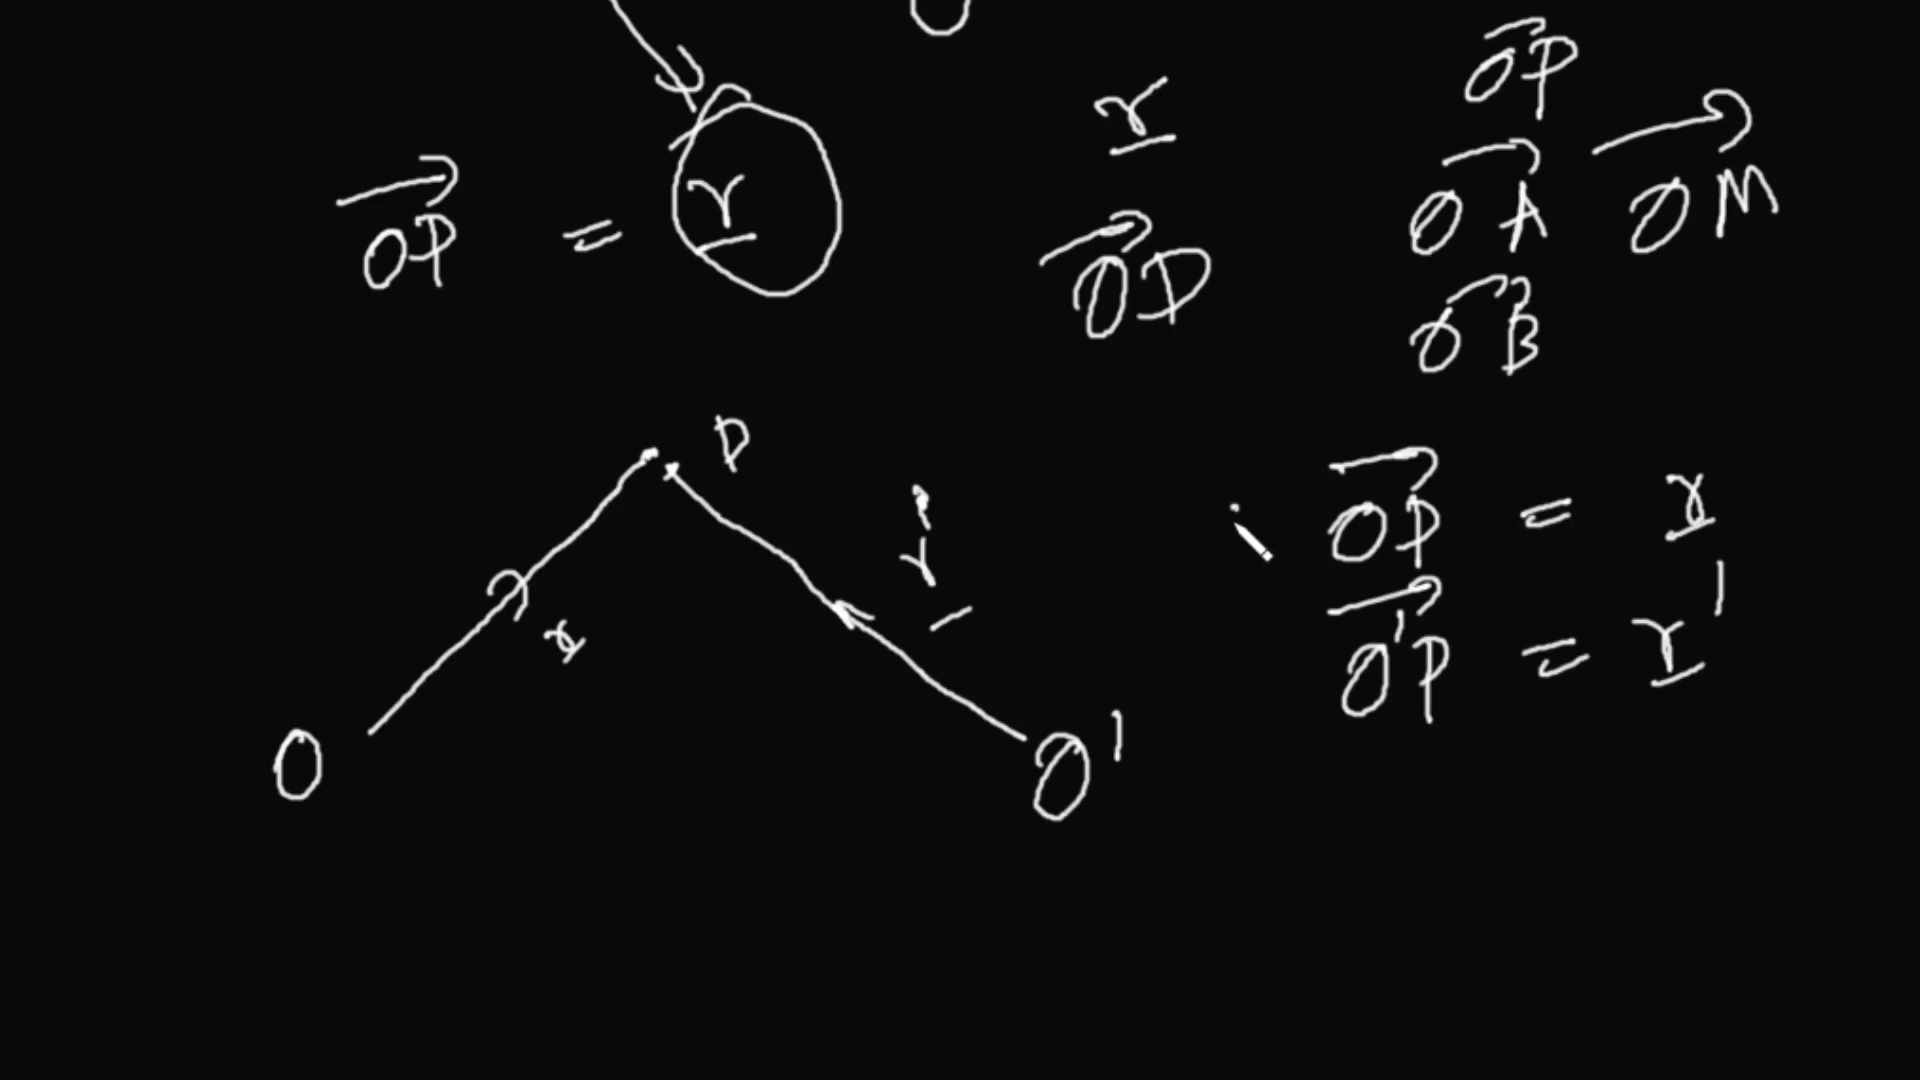 O
OP = r
r
OD
OP
OA OM
OB
P
r
r'
O
O'
OP = r
O'P = r'